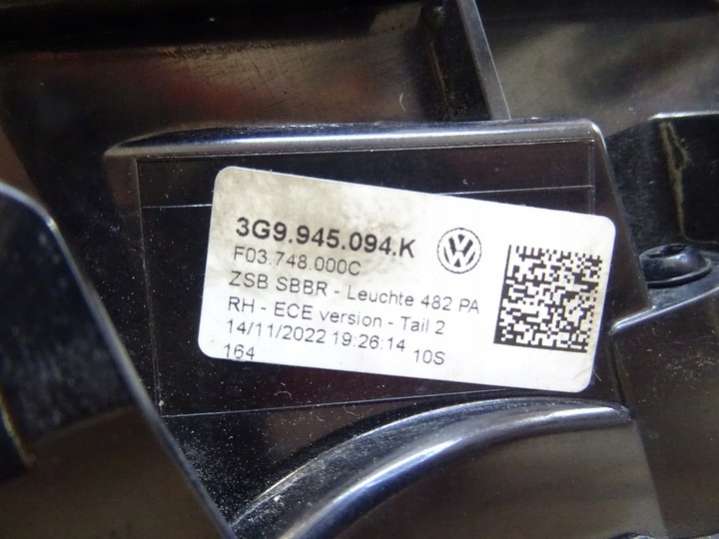 3G9.945.094.K
F03.748.000C
ZSB SBBR - Leuchte 482 PA
RH - ECE version - Tail 2
14/11/2022 19:26:14 10S
164